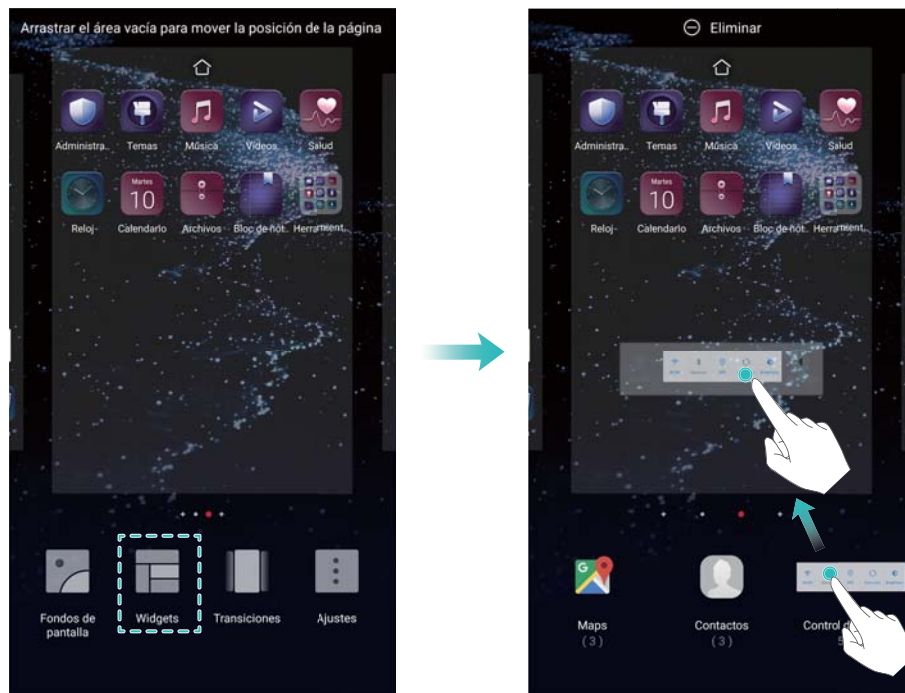 Arrastrar el área vacía para mover la posición de la página
Administra..
Temas
Música
Videos
Salud
Martes
10
Reloj
Calendario
Archivos
Bloc de not..
Herrament..
Fondos de
pantalla
Widgets
Transiciones
Ajustes
Eliminar
Administra..
Temas
Música
Videos
Salud
Martes
10
Reloj
Calendario
Archivos
Bloc de not..
Herrament..
G
Maps
(3)
Contactos
(3)
Control d